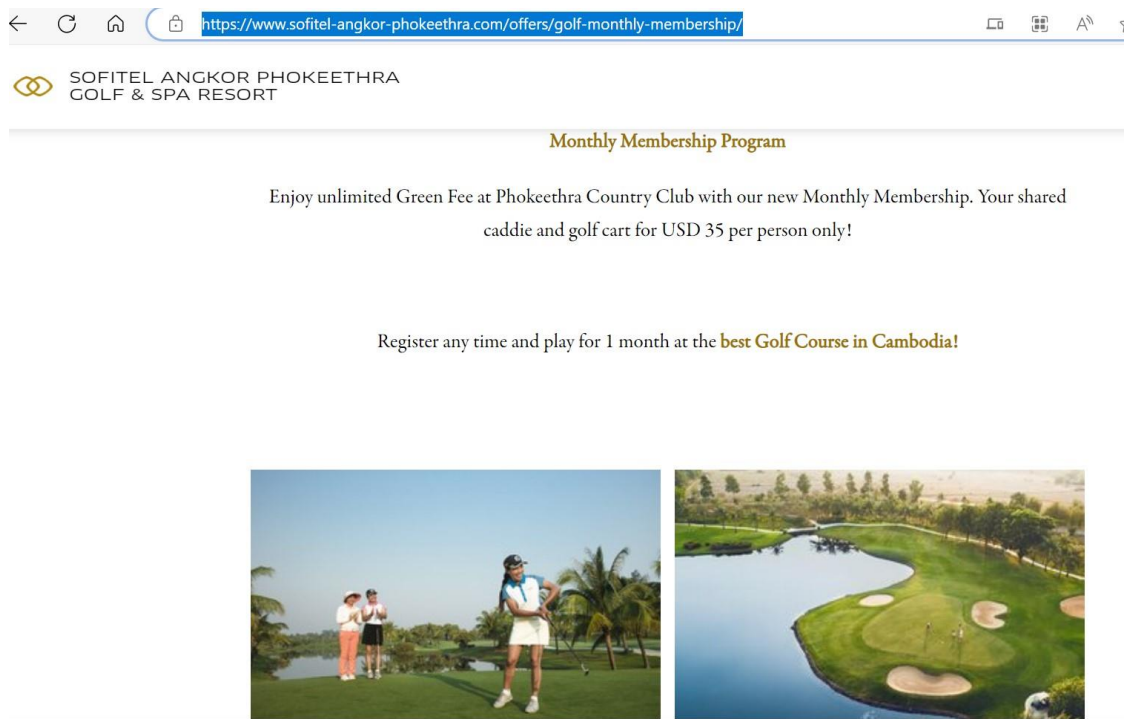 https://www.sofitel-angkor-phokeethra.com/offers/golf-monthly-membership/
SOFITEL ANGKOR PHOKEETHRA
GOLF & SPA RESORT
Monthly Membership Program
Enjoy unlimited Green Fee at Phokeethra Country Club with our new Monthly Membership. Your shared
caddie and golf cart for USD 35 per person only!
Register any time and play for 1 month at the best Golf Course in Cambodia!